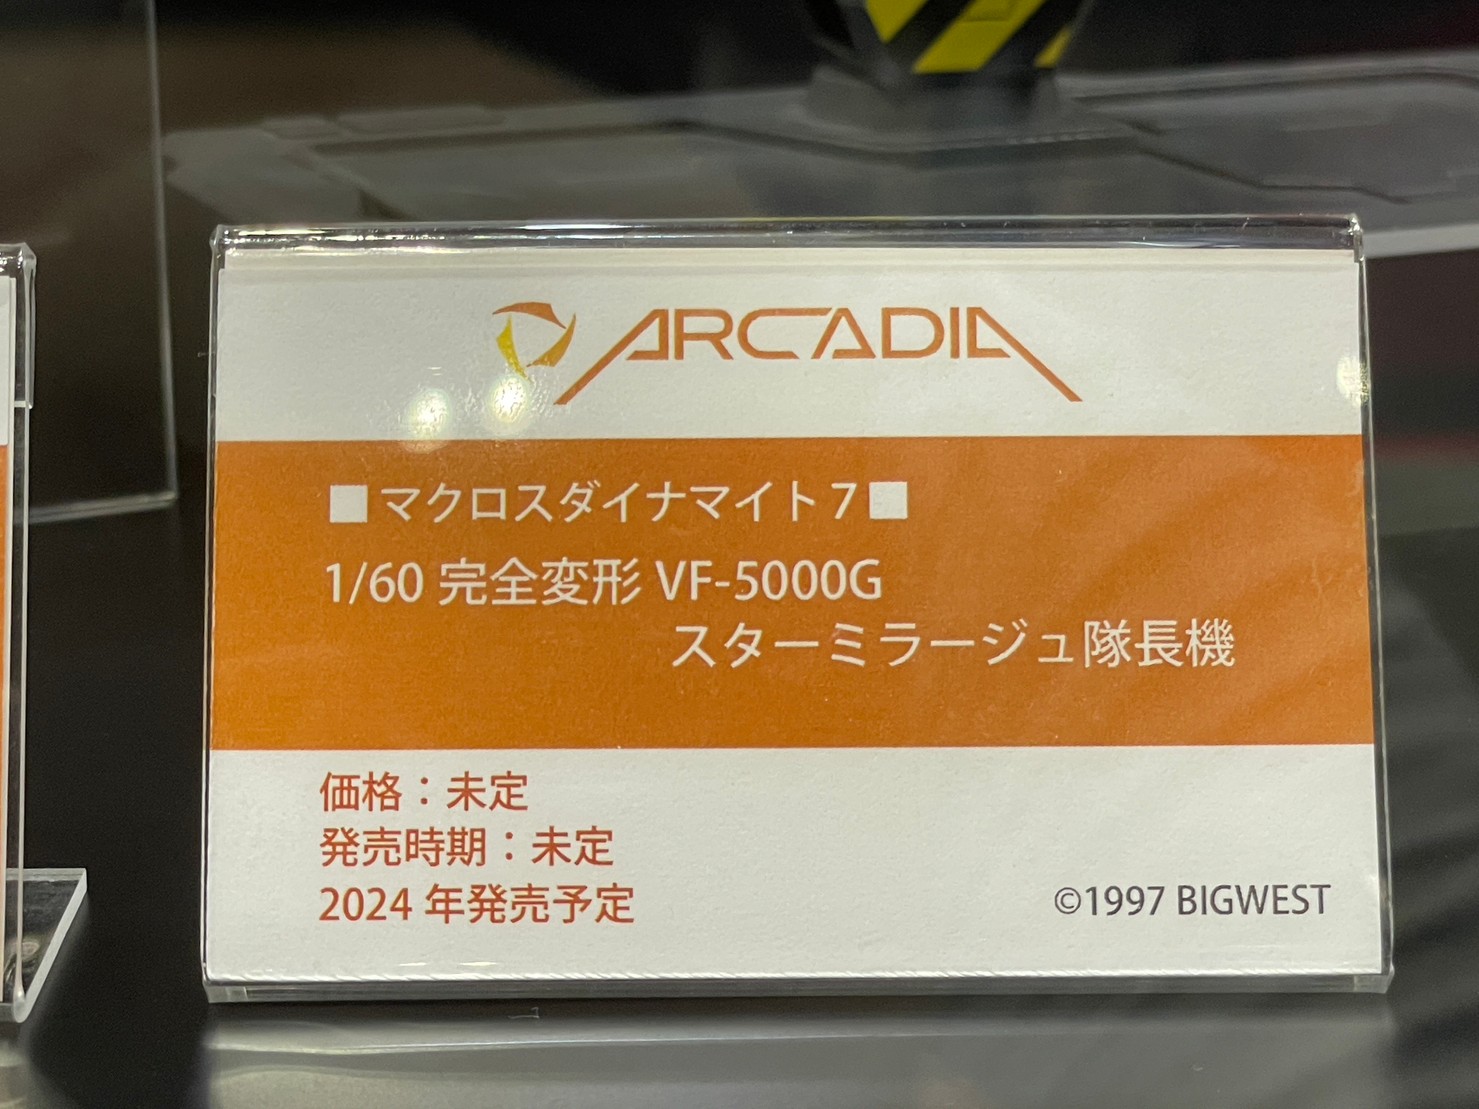 ARCADIA
■マクロスダイナマイト7■
1/60 完全変形 VF-5000G
スターミラージュ隊長機
価格：未定
発売時期：未定
2024 年発売予定
©1997 BIGWEST